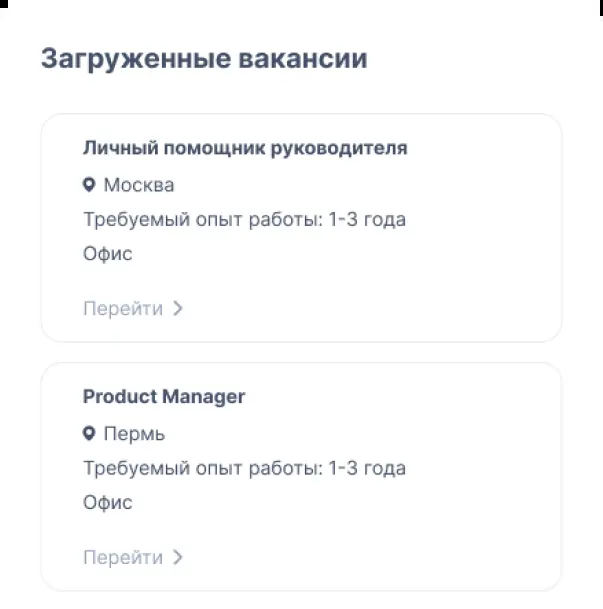 Загруженные вакансии
Личный помощник руководителя
Москва
Требуемый опыт работы: 1-3 года
Офис
Перейти
Product Manager
Пермь
Требуемый опыт работы: 1-3 года
Офис
Перейти